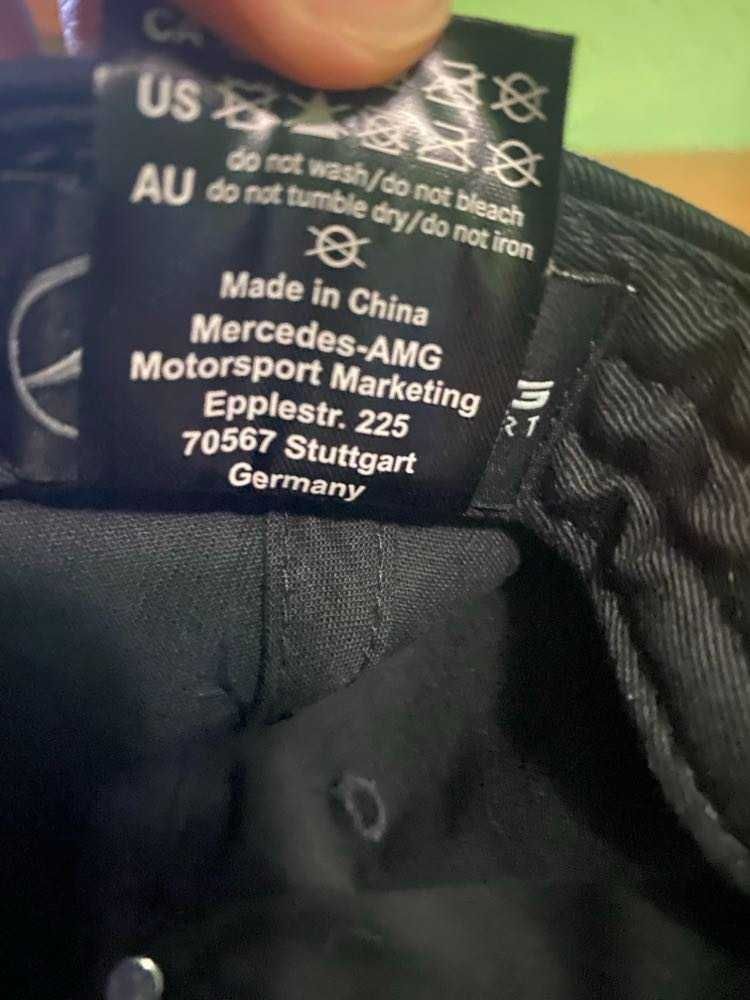 CA
US
do not wash/do not bleach
AU do not tumble dry/do not iron
Made in China
Mercedes-AMG
Motorsport Marketing
Epplestr. 225
70567 Stuttgart
Germany